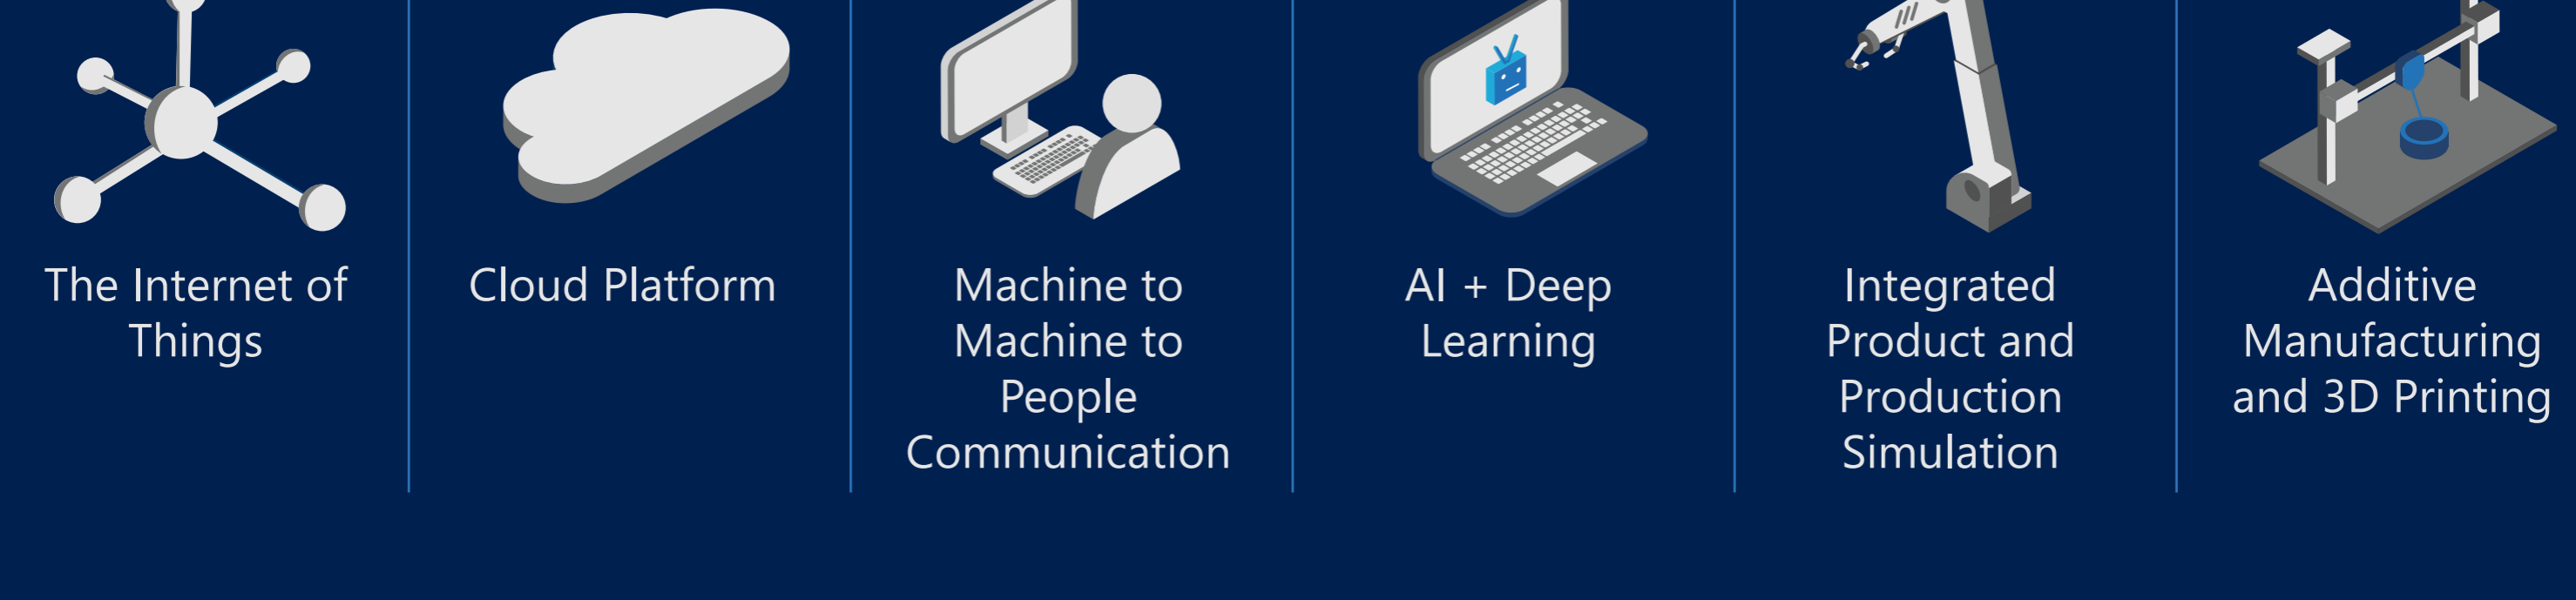 The Internet of
Things
Cloud Platform
Machine to
Machine to
People
Communication
AI + Deep
Learning
Integrated
Product and
Production
Simulation
Additive
Manufacturing
and 3D Printing